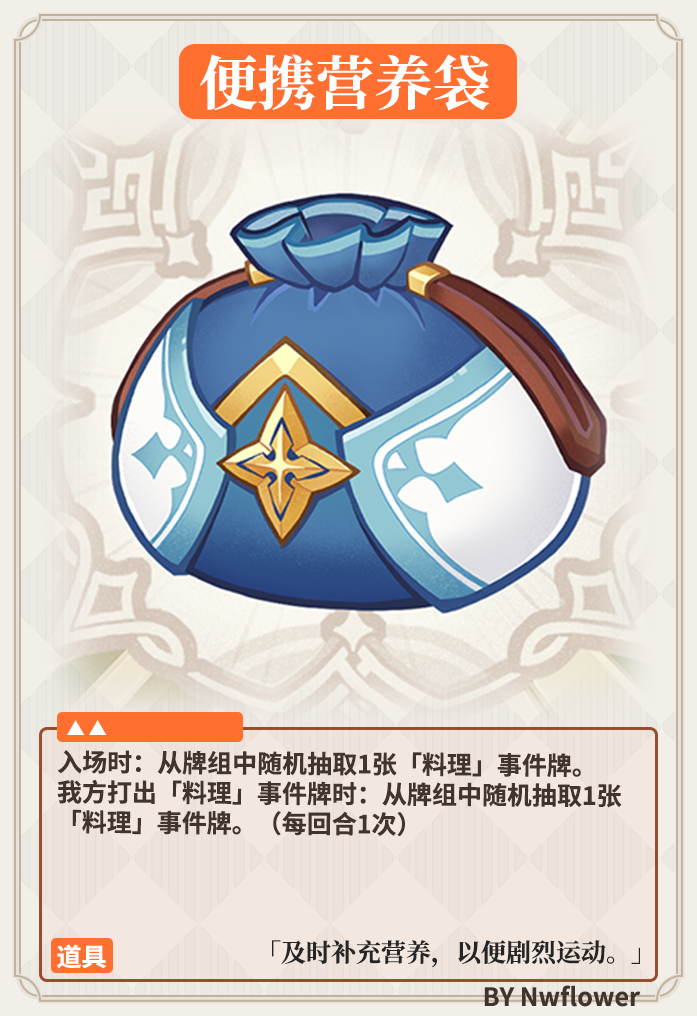 便携营养袋
入场时：从牌组中随机抽取1张「料理」事件牌。
我方打出「料理」事件牌时：从牌组中随机抽取1张
「料理」事件牌。（每回合1次）
道具
「及时补充营养，以便剧烈运动。」
BY Nwflower